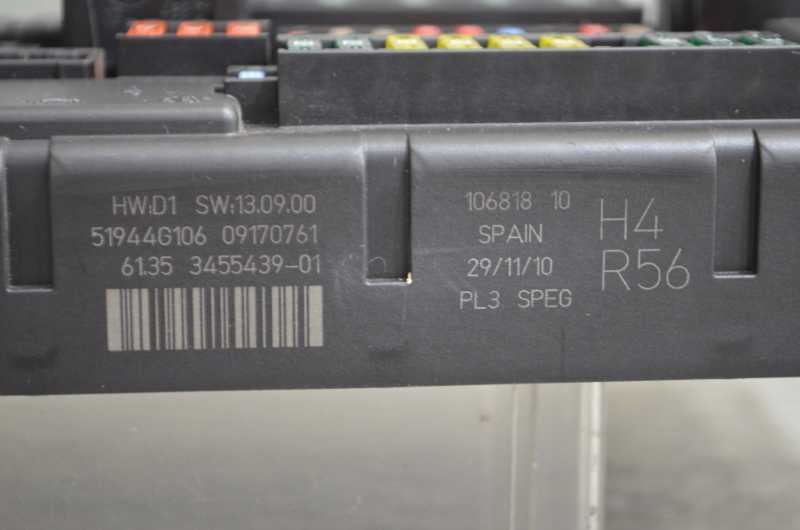 HW:D1 SW:13.09.00
51944G106 09170761
61.35 3455439-01
106818 10
SPAIN
29/11/10
PL3 SPEG
H4
R56